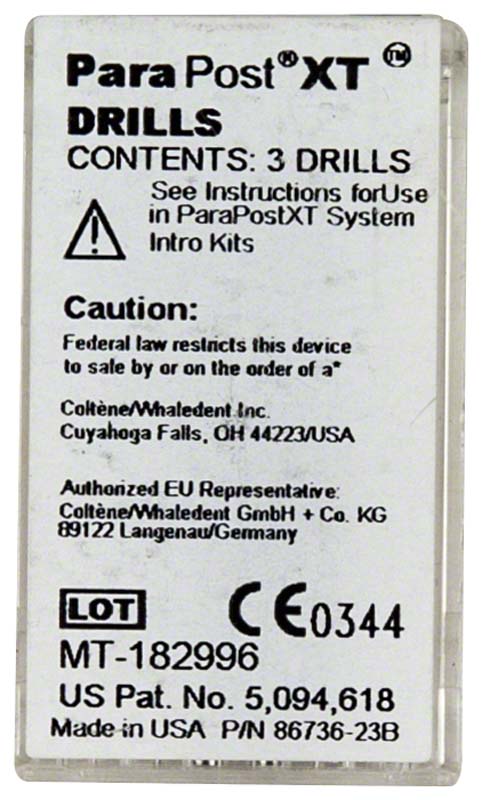 ParaPost® XT ™
DRILLS
CONTENTS: 3 DRILLS
See Instructions forUse
in ParaPostXT System
Intro Kits
Caution:
Federal law restricts this device
to sale by or on the order of a*
Coltène/Whaledent Inc.
Cuyahoga Falls, OH 44223/USA
Authorized EU Representative:
Coltène/Whaledent GmbH + Co. KG
89122 Langenau/Germany
LOT CE0344
MT-182996
US Pat. No. 5,094,618
Made in USA P/N 86736-23B